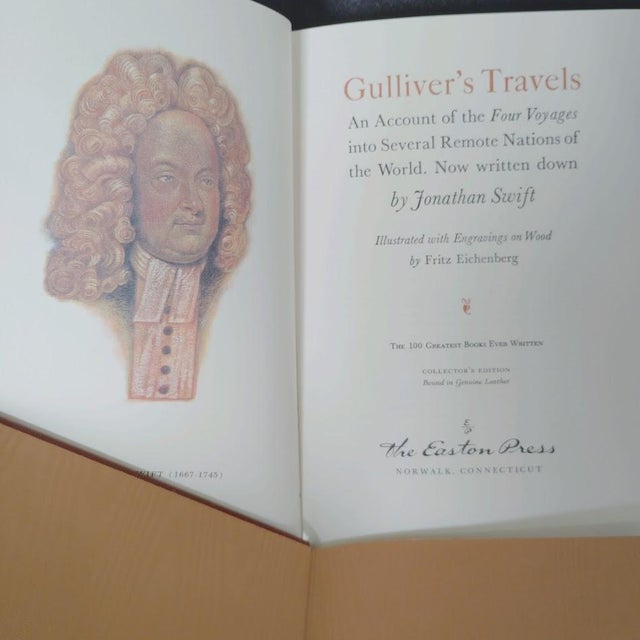 (1667-1745)
Gulliver's Travels
An Account of the Four Voyages
into Several Remote Nations of
the World. Now written down
by Jonathan Swift
Illustrated with Engravings on Wood
by Fritz Eichenberg
The 100 Greatest Books Ever Written
COLLECTOR'S EDITION
Bound in Genuine Leather
The Easton Press
NORWALK, CONNECTICUT